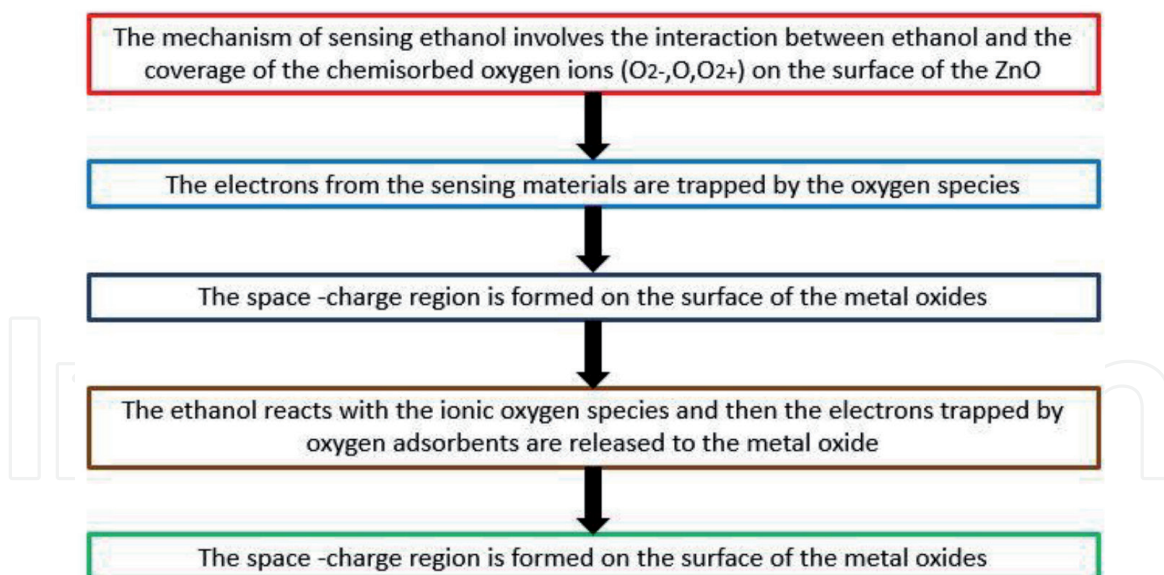 The mechanism of sensing ethanol involves the interaction between ethanol and the
coverage of the chemisorbed oxygen ions (O2-,O,O2+) on the surface of the ZnO
The electrons from the sensing materials are trapped by the oxygen species
The space -charge region is formed on the surface of the metal oxides
The ethanol reacts with the ionic oxygen species and then the electrons trapped by
oxygen adsorbents are released to the metal oxide
The space -charge region is formed on the surface of the metal oxides